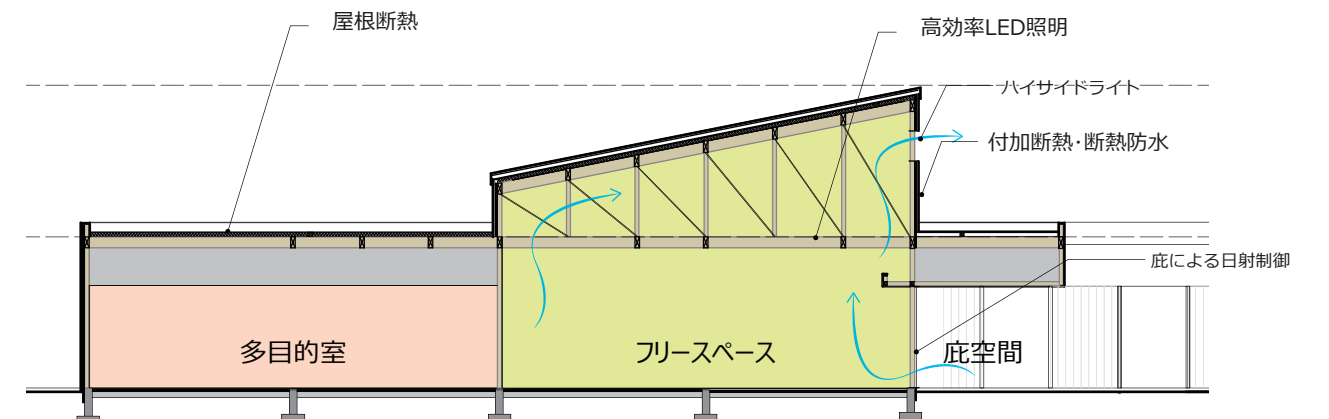 屋根断熱
高効率LED照明
ハイサイドライト
付加断熱・断熱防水
庇による日射制御
多目的室
フリースペース
庇空間